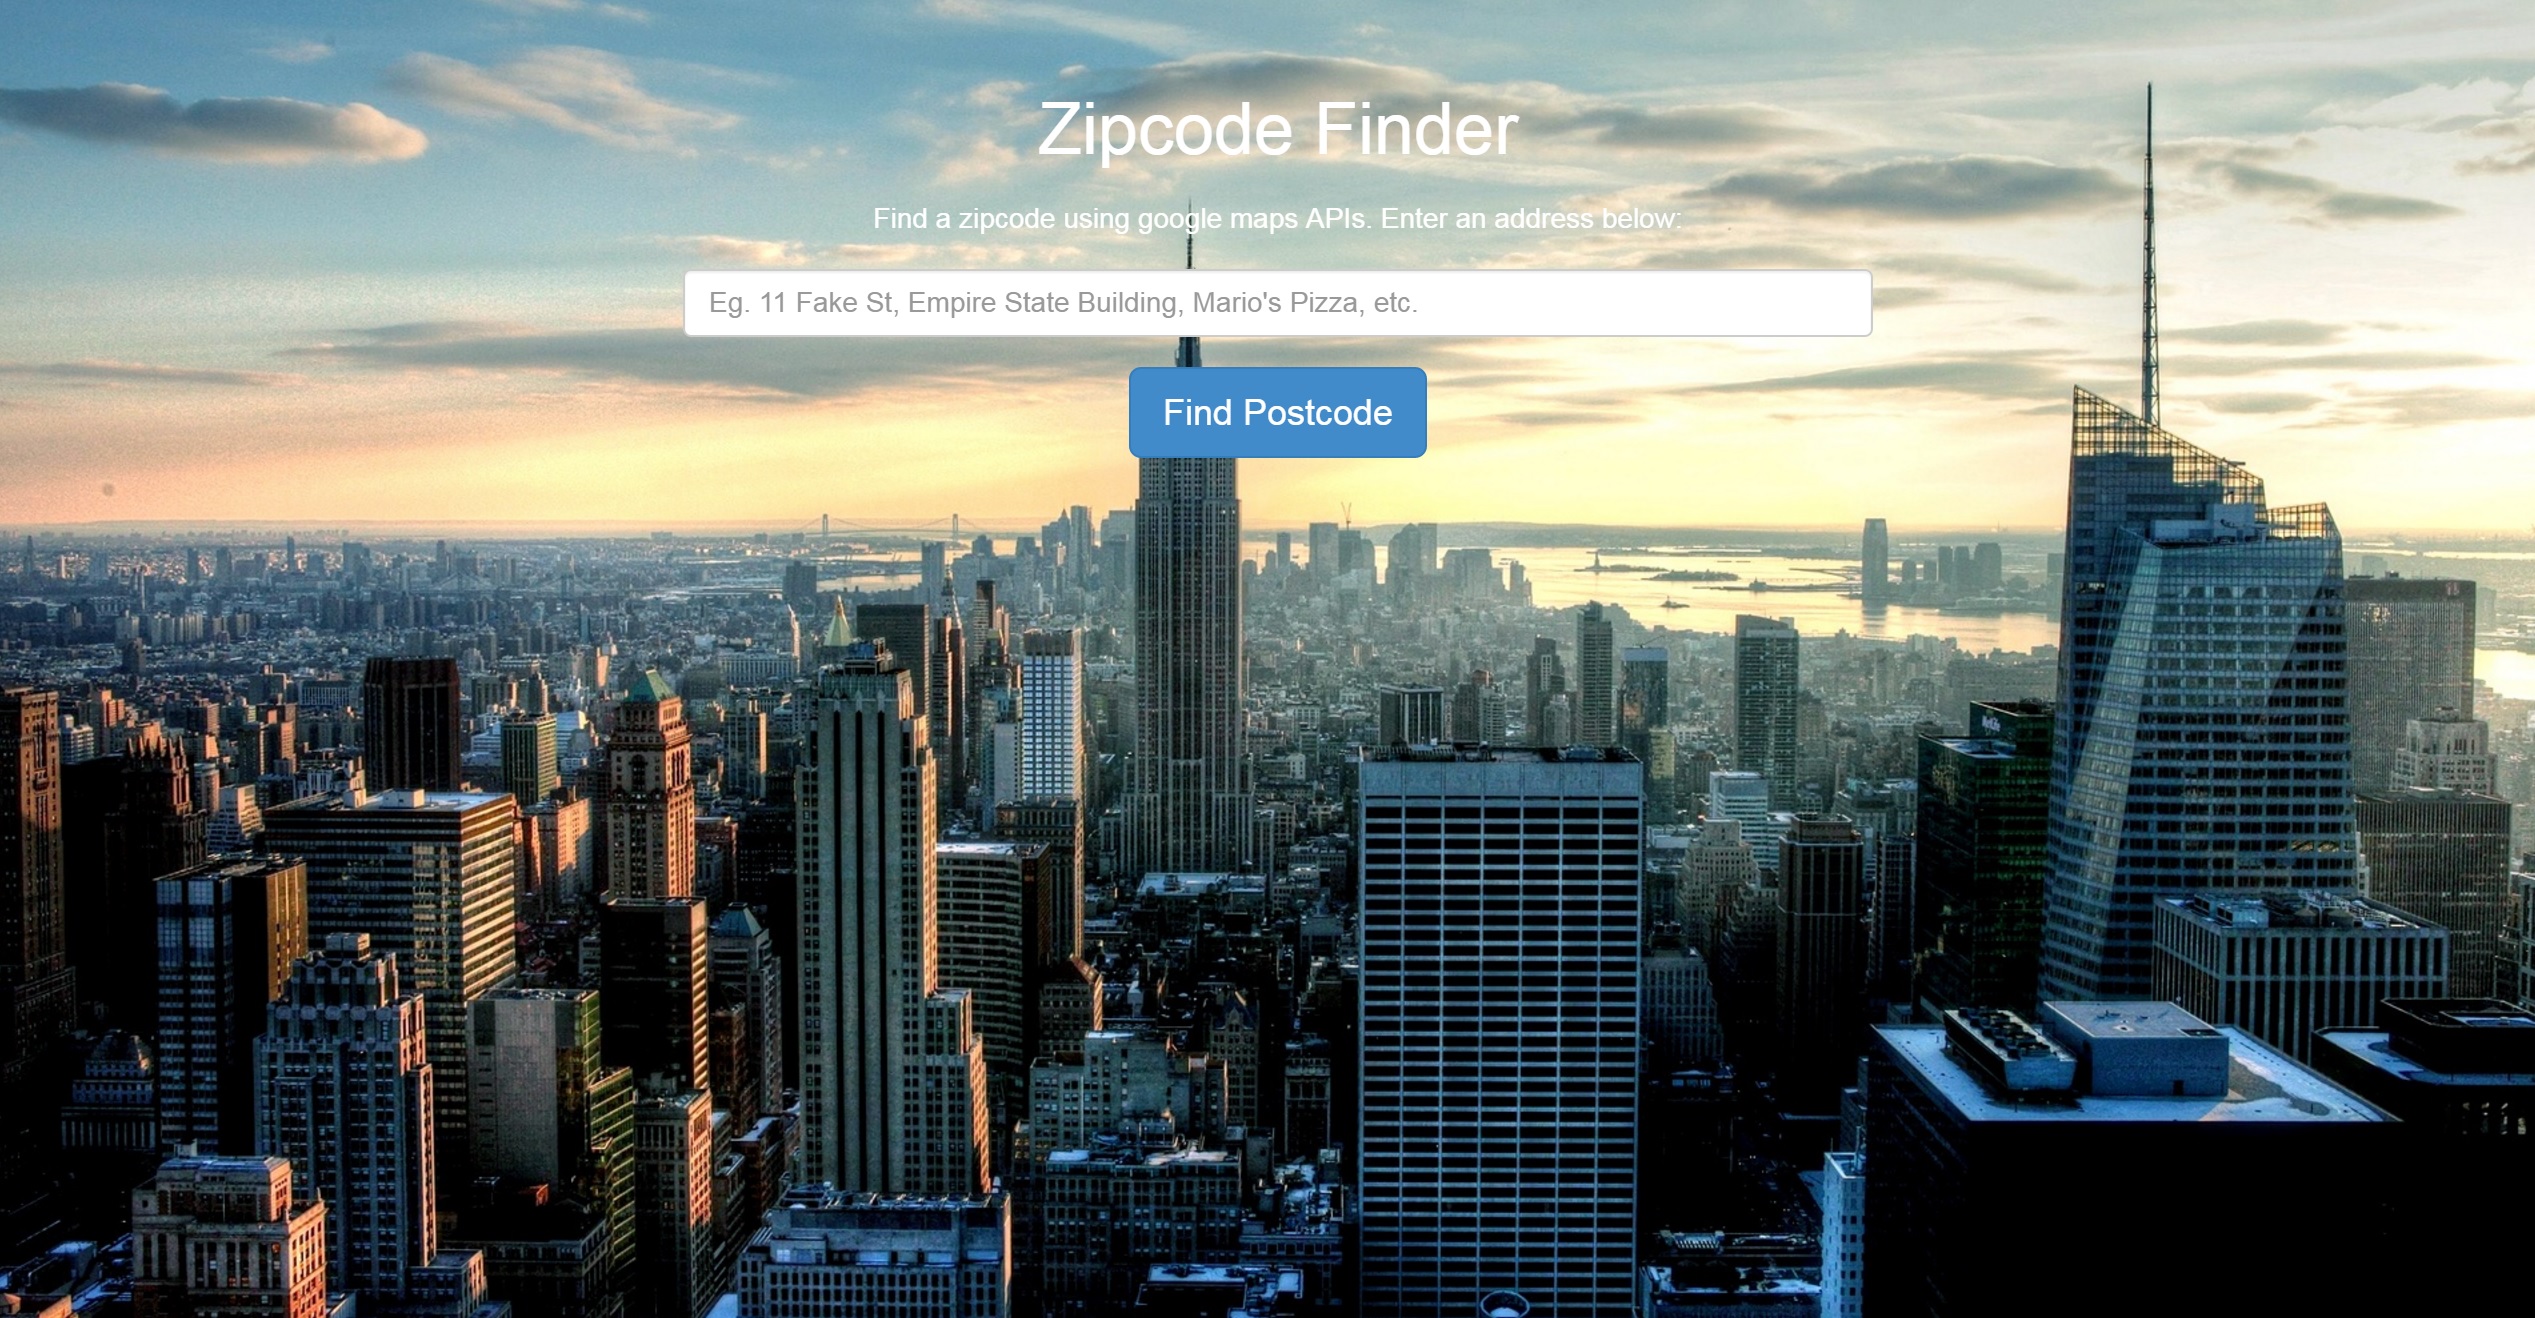 Zipcode Finder
Find a zipcode using google maps APIs. Enter an address below:
Eg. 11 Fake St, Empire State Building, Mario's Pizza, etc.
Find Postcode
MetLife